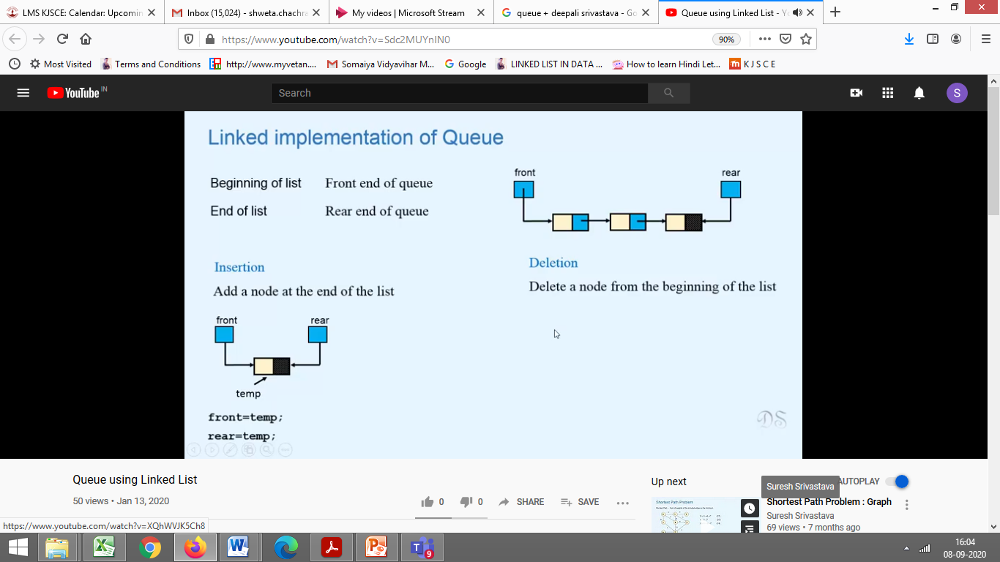 LMS KJSCE: Calendar: Upcomin
Inbox (15,024) - shweta.chachra
My videos | Microsoft Stream
queue + deepali srivastava - Go
Queue using Linked List - Yo
https://www.youtube.com/watch?v=Sdc2MUYnIN0
90%
Most Visited
Terms and Conditions
http://www.myvetan....
Somaiya Vidyavihar M...
Google
LINKED LIST IN DATA ...
How to learn Hindi Let...
K J S C E
YouTube IN
Search
S
Linked implementation of Queue
Beginning of list Front end of queue
End of list Rear end of queue
front rear
Insertion
Add a node at the end of the list
front rear
temp
front=temp;
rear=temp;
Deletion
Delete a node from the beginning of the list
DS
Queue using Linked List
50 views • Jan 13, 2020
0 0 SHARE SAVE
Up next
AUTOPLAY
Suresh Srivastava
Shortest Path Problem
Shortest Path Problem : Graph
Suresh Srivastava
69 views • 7 months ago
https://www.youtube.com/watch?v=XQhWVJK5Ch8
9
16:04
08-09-2020